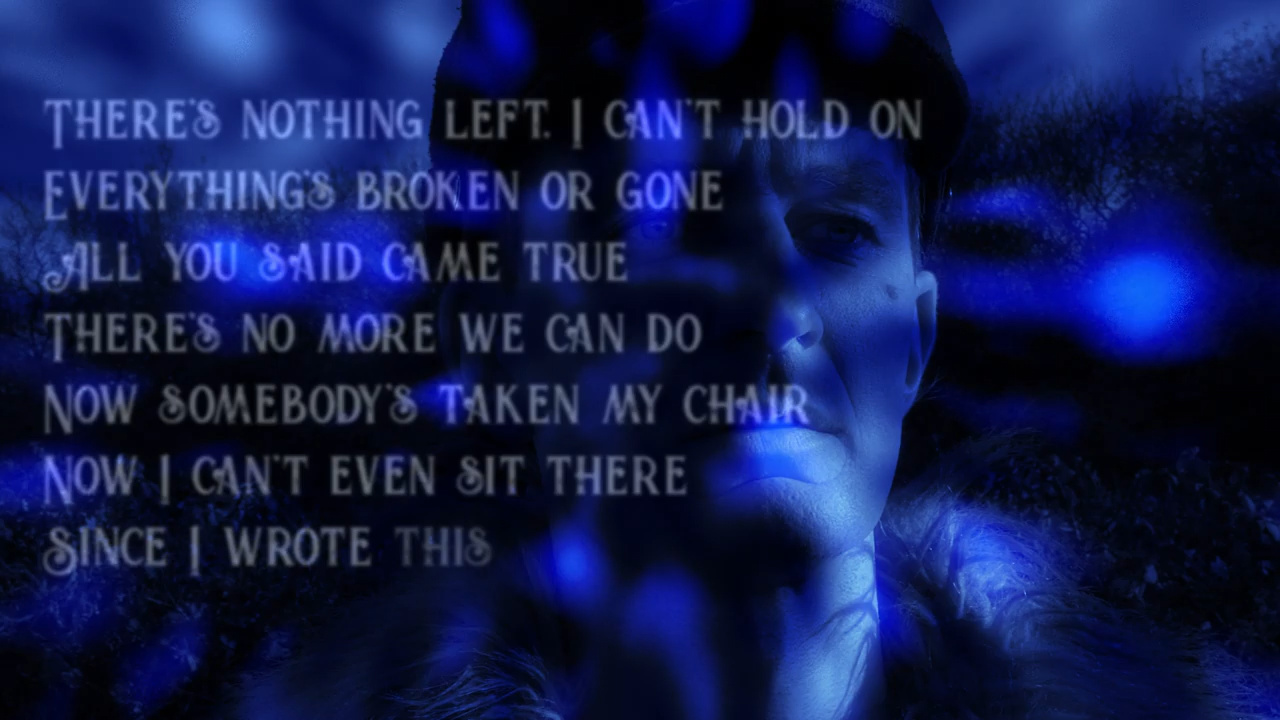 There's nothing left. I can't hold on
Everything's broken or gone
All you said came true
There's no more we can do
Now somebody's taken my chair
Now I can't even sit there
Since I wrote this